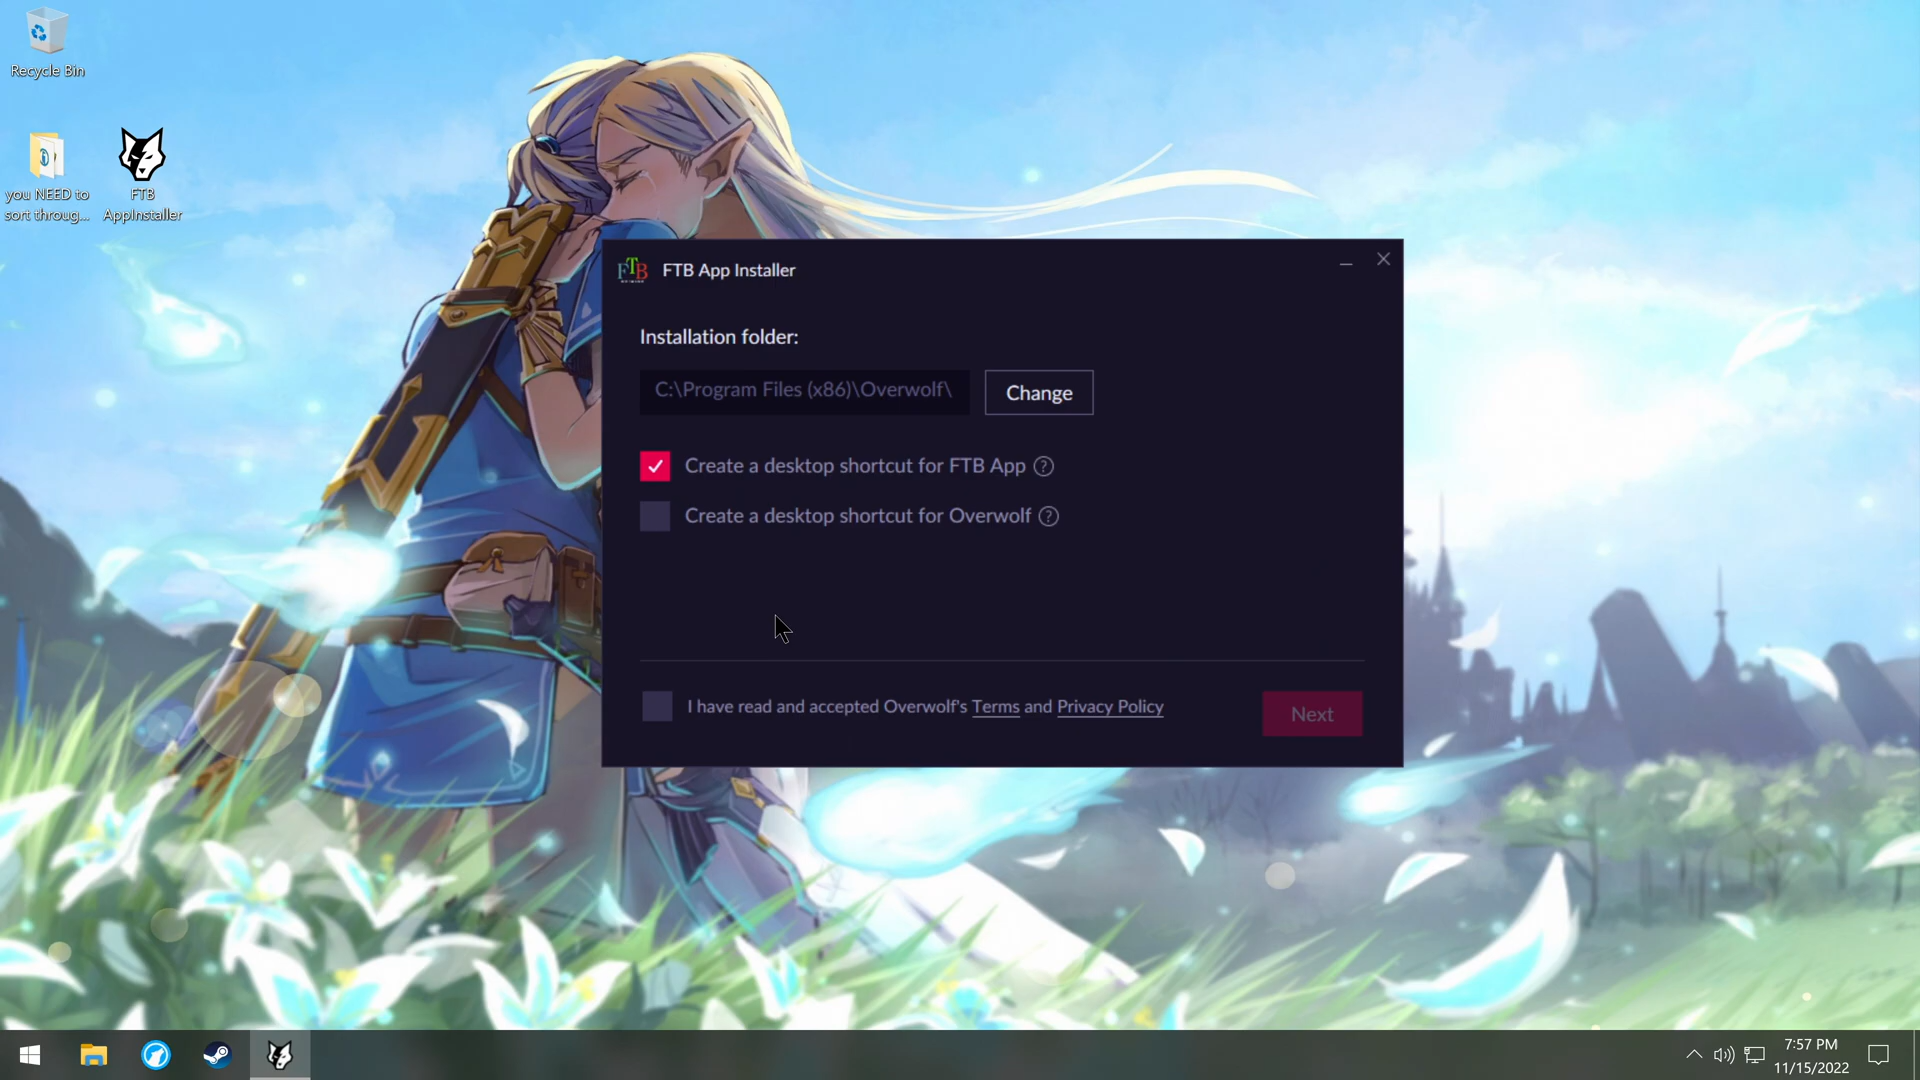 Recycle Bin
you NEED to
sort throug...
FTB
AppInstaller
FTB
FTB App Installer
Installation folder:
C:\Program Files (x86)\Overwolf\
Change
Create a desktop shortcut for FTB App ?
Create a desktop shortcut for Overwolf ?
I have read and accepted Overwolf's Terms and Privacy Policy
Next
7:57 PM
11/15/2022